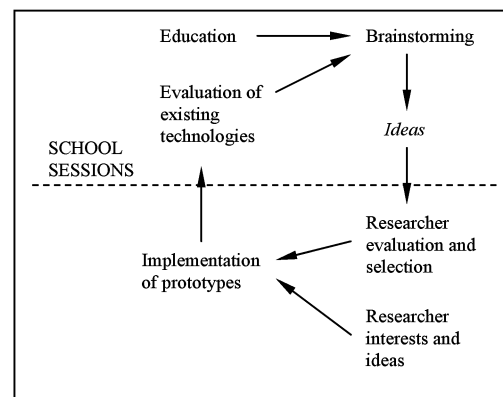 Education
Brainstorming
Evaluation of
existing
technologies
Ideas
SCHOOL
SESSIONS
Researcher
evaluation and
selection
Implementation
of prototypes
Researcher
interests and
ideas